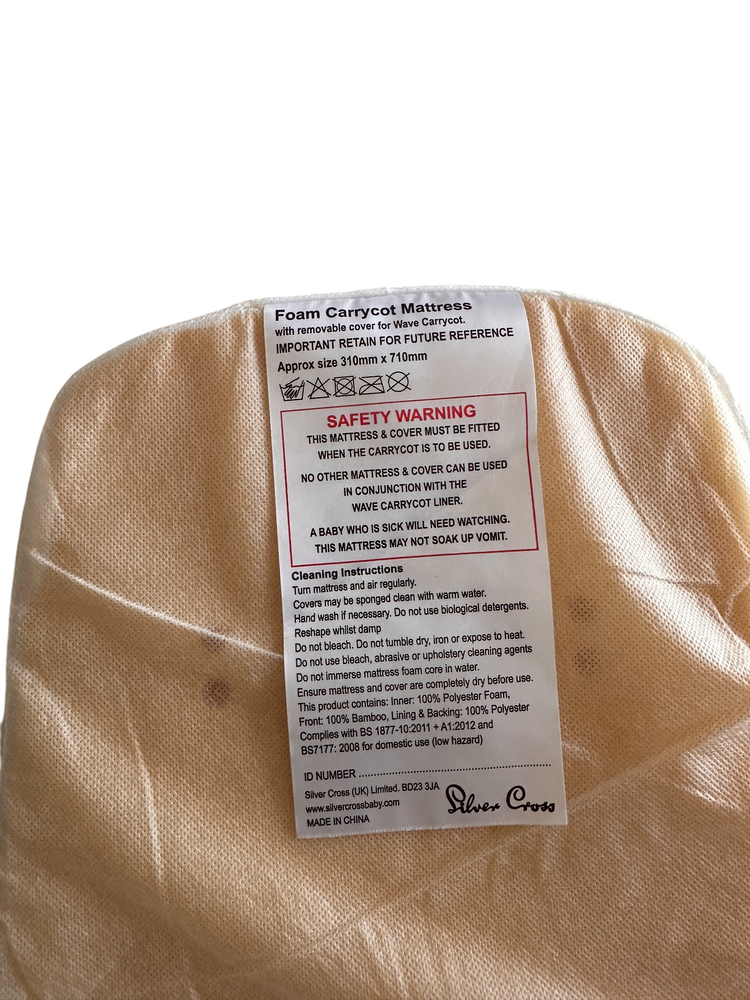 Foam Carrycot Mattress
with removable cover for Wave Carrycot.
IMPORTANT RETAIN FOR FUTURE REFERENCE
Approx size 310mm x 710mm
SAFETY WARNING
THIS MATTRESS & COVER MUST BE FITTED
WHEN THE CARRYCOT IS TO BE USED.
NO OTHER MATTRESS & COVER CAN BE USED
IN CONJUNCTION WITH THE
WAVE CARRYCOT LINER.
A BABY WHO IS SICK WILL NEED WATCHING.
THIS MATTRESS MAY NOT SOAK UP VOMIT.
Cleaning Instructions
Turn mattress and air regularly.
Covers may be sponged clean with warm water.
Hand wash if necessary. Do not use biological detergents.
Reshape whilst damp
Do not bleach. Do not tumble dry, iron or expose to heat.
Do not use bleach, abrasive or upholstery cleaning agents
Do not immerse mattress foam core in water.
Ensure mattress and cover are completely dry before use.
This product contains: Inner: 100% Polyester Foam,
Front: 100% Bamboo, Lining & Backing: 100% Polyester
Complies with BS 1877-10:2011 + A1:2012 and
BS7177: 2008 for domestic use (low hazard)
ID NUMBER ........................................................
Silver Cross (UK) Limited. BD23 3JA
www.silvercrossbaby.com
MADE IN CHINA
Silver Cross